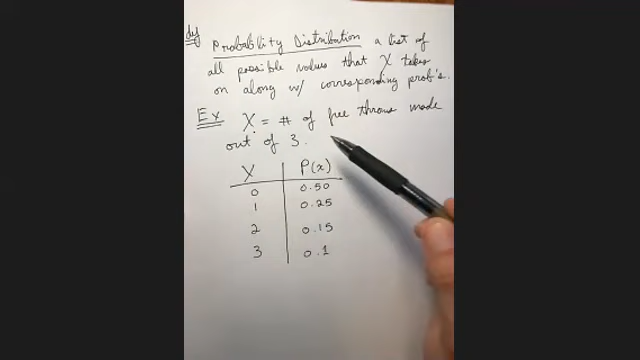 def Probability Distribution a list of
all possible values that X takes
on along w/ corresponding prob's.
Ex X = # of free throws made
out of 3.
X P(x)
0 0.50
1 0.25
2 0.15
3 0.1